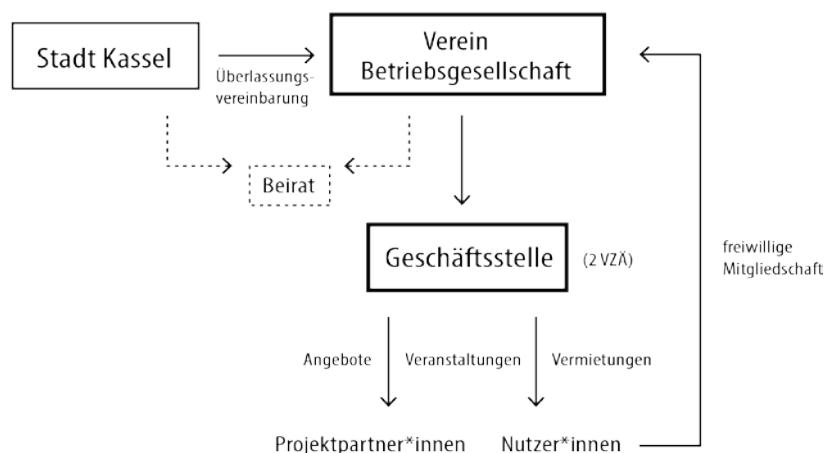 Stadt Kassel
Überlassungs-
vereinbarung
Verein
Betriebsgesellschaft
Beirat
Geschäftsstelle
(2 VZÄ)
freiwillige
Mitgliedschaft
Angebote
Veranstaltungen
Vermietungen
Projektpartner*innen
Nutzer*innen